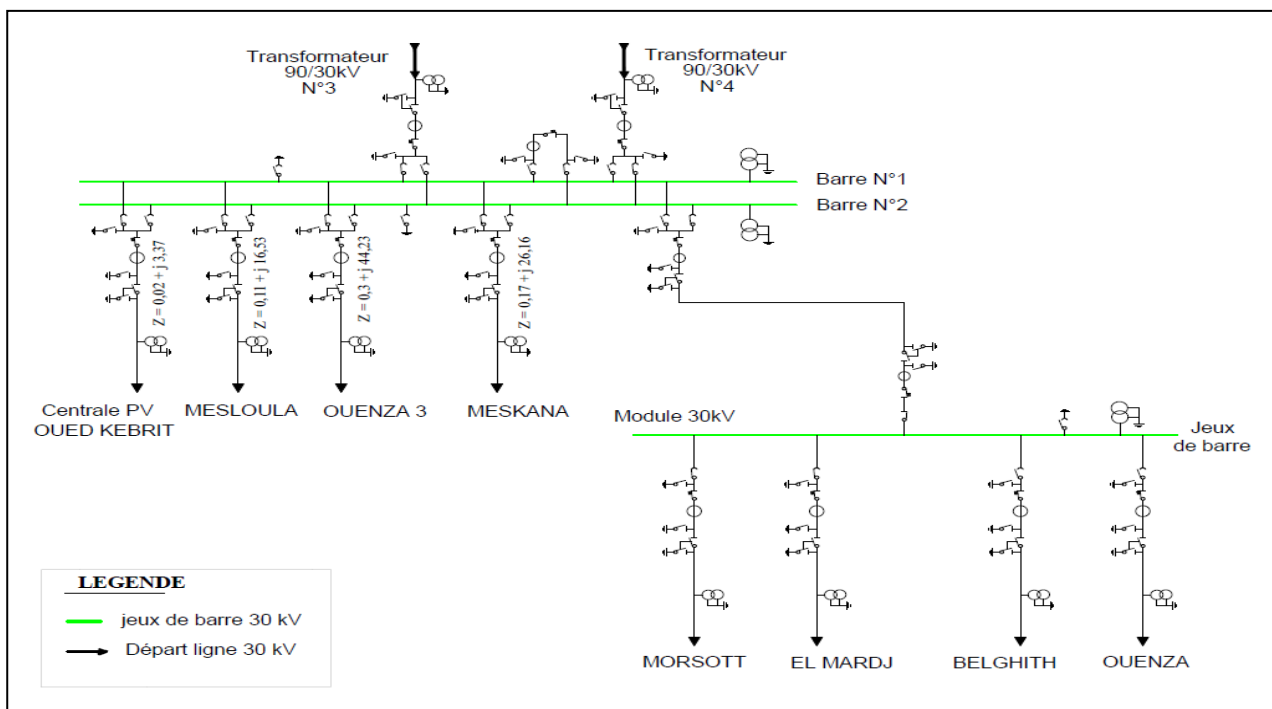 Transformateur
90/30kV
N°3
Transformateur
90/30kV
N°4
Barre N°1
Barre N°2
Z = 0,02 + j 3,37
Z = 0,11 + j 16,53
Z = 0,3 + j 44,23
Z = 0,17 + j 26,16
Centrale PV
OUED KEBRIT
MESLOULA
OUENZA 3
MESKANA
Module 30kV
Jeux
de barre
LEGENDE
jeux de barre 30 kV
Départ ligne 30 kV
MORSOTT
EL MARDJ
BELGHITH
OUENZA